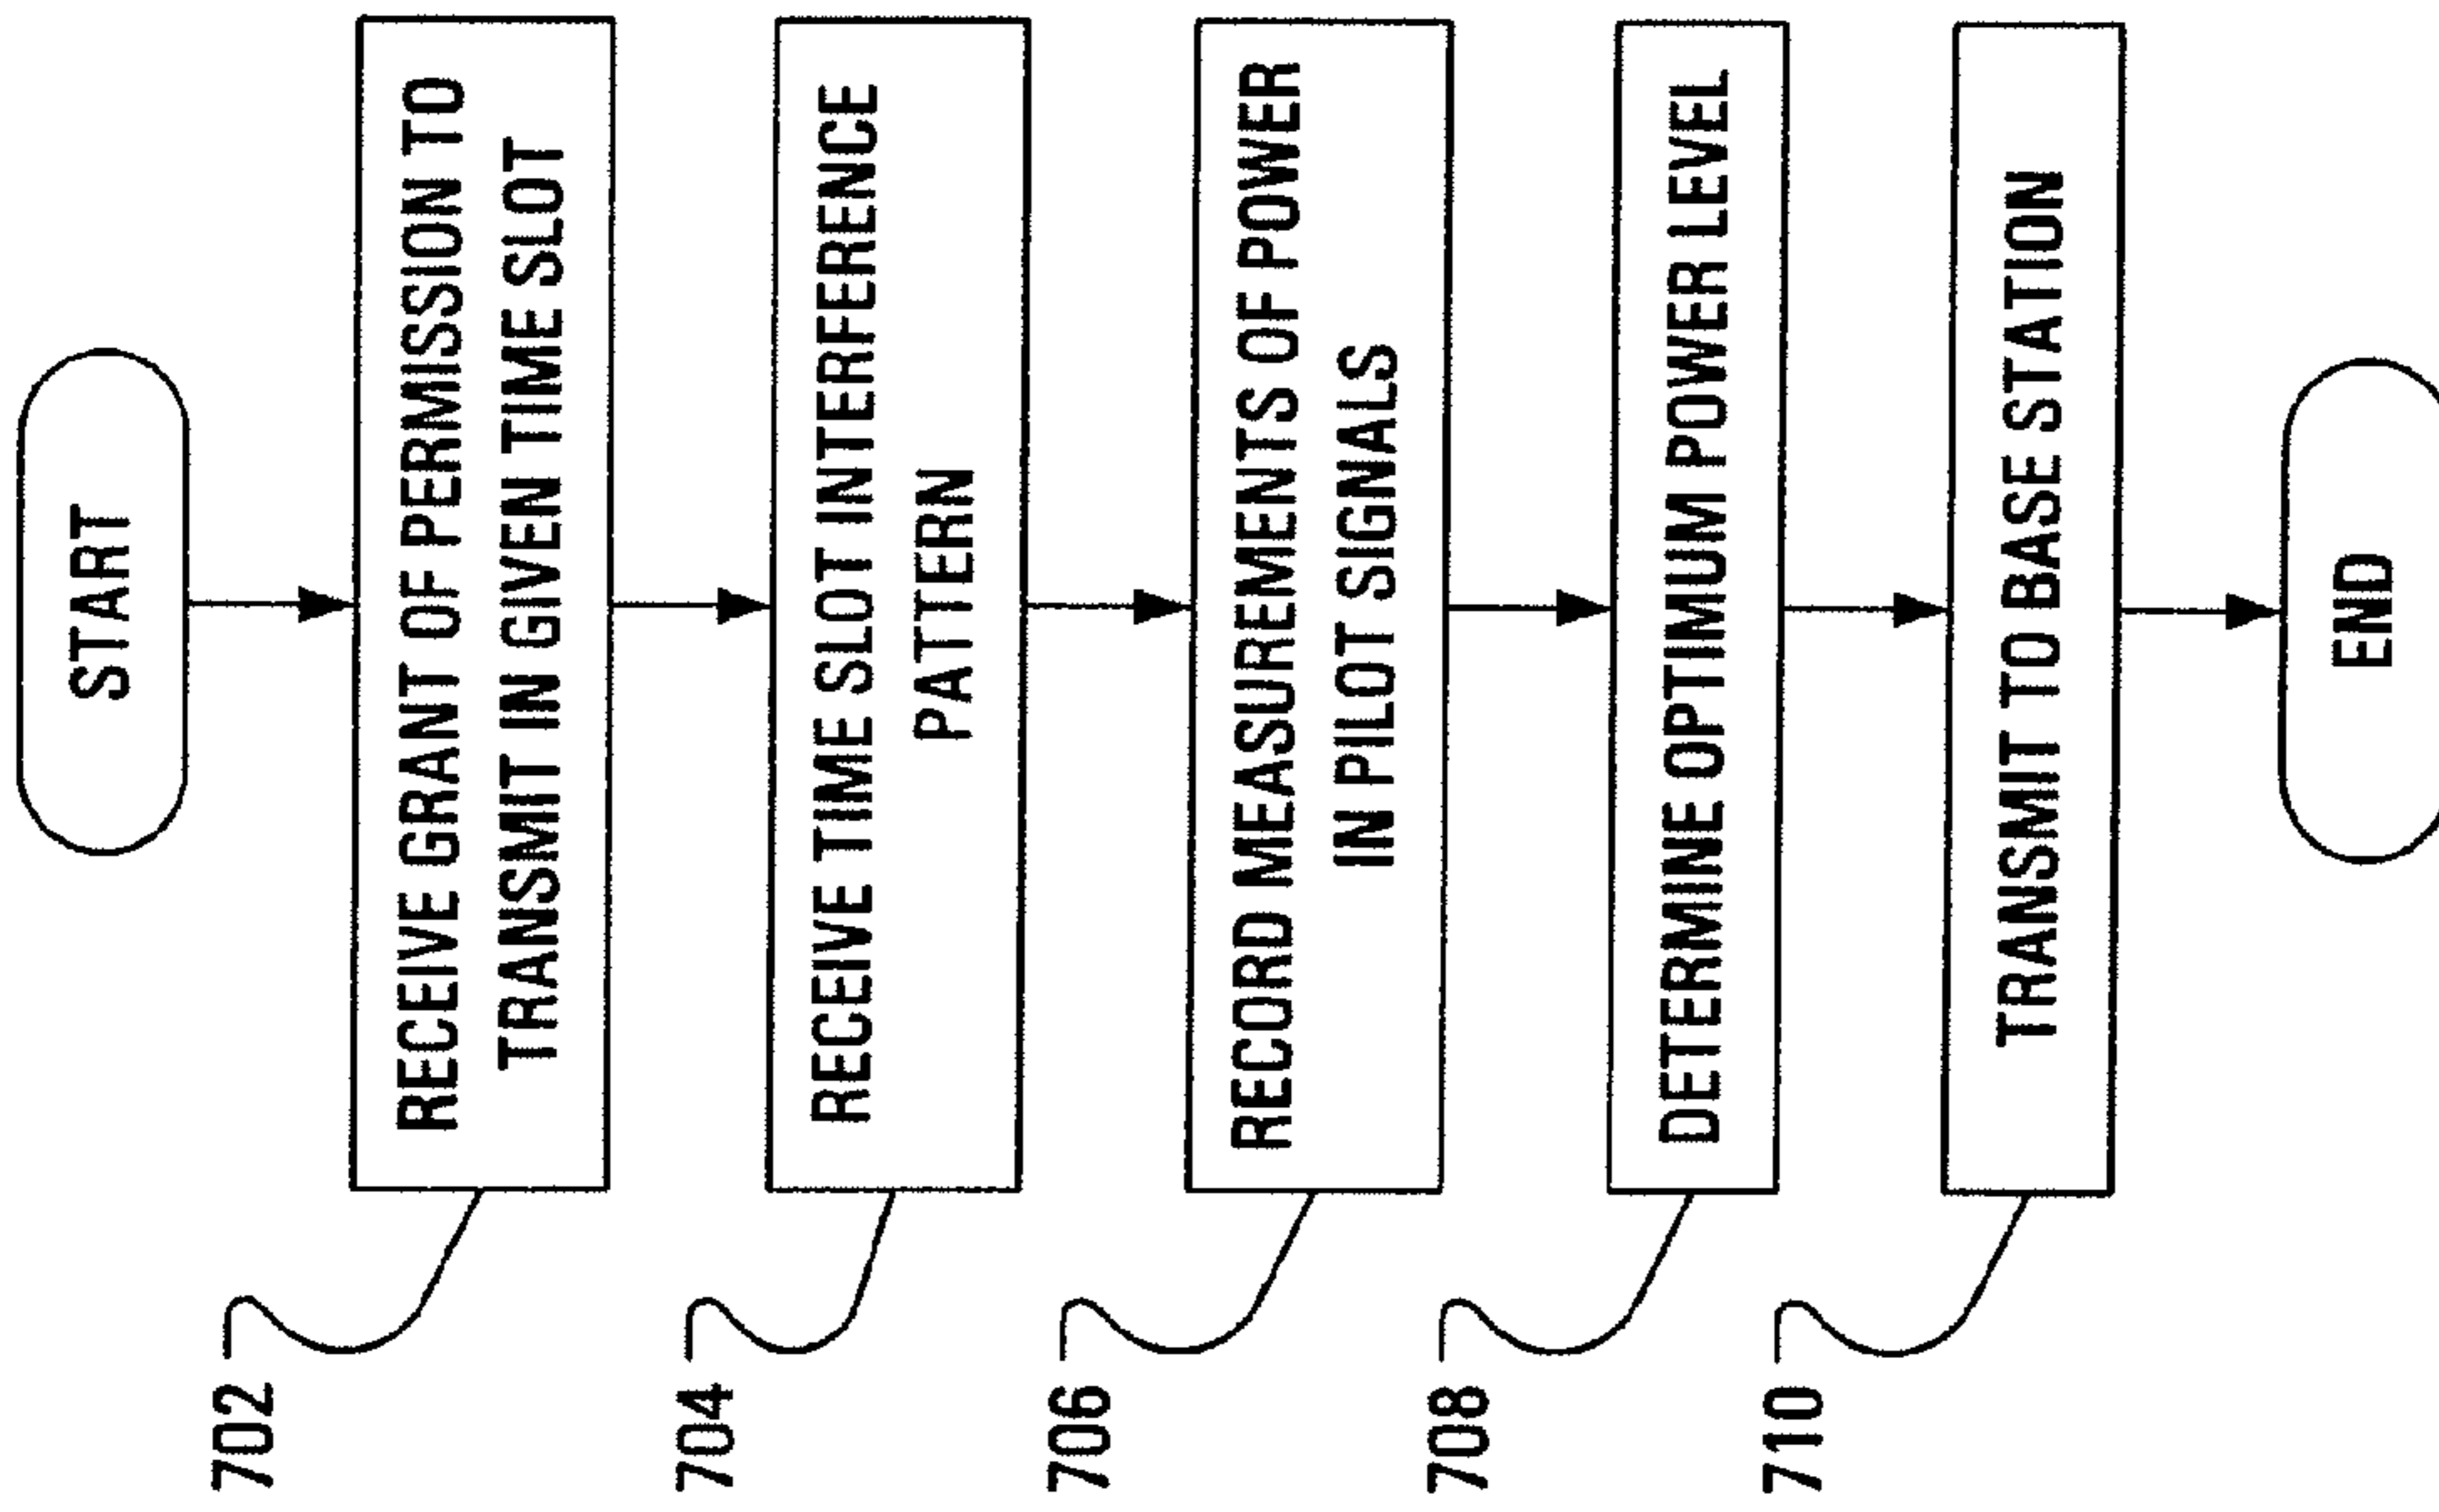 START
702
RECEIVE GRANT OF PERMISSION TO
TRANSMIT IN GIVEN TIME SLOT
704
RECEIVE TIME SLOT INTERFERENCE
PATTERN
706
RECORD MEASUREMENTS OF POWER
IN PILOT SIGNALS
708
DETERMINE OPTIMUM POWER LEVEL
710
TRANSMIT TO BASE STATION
END